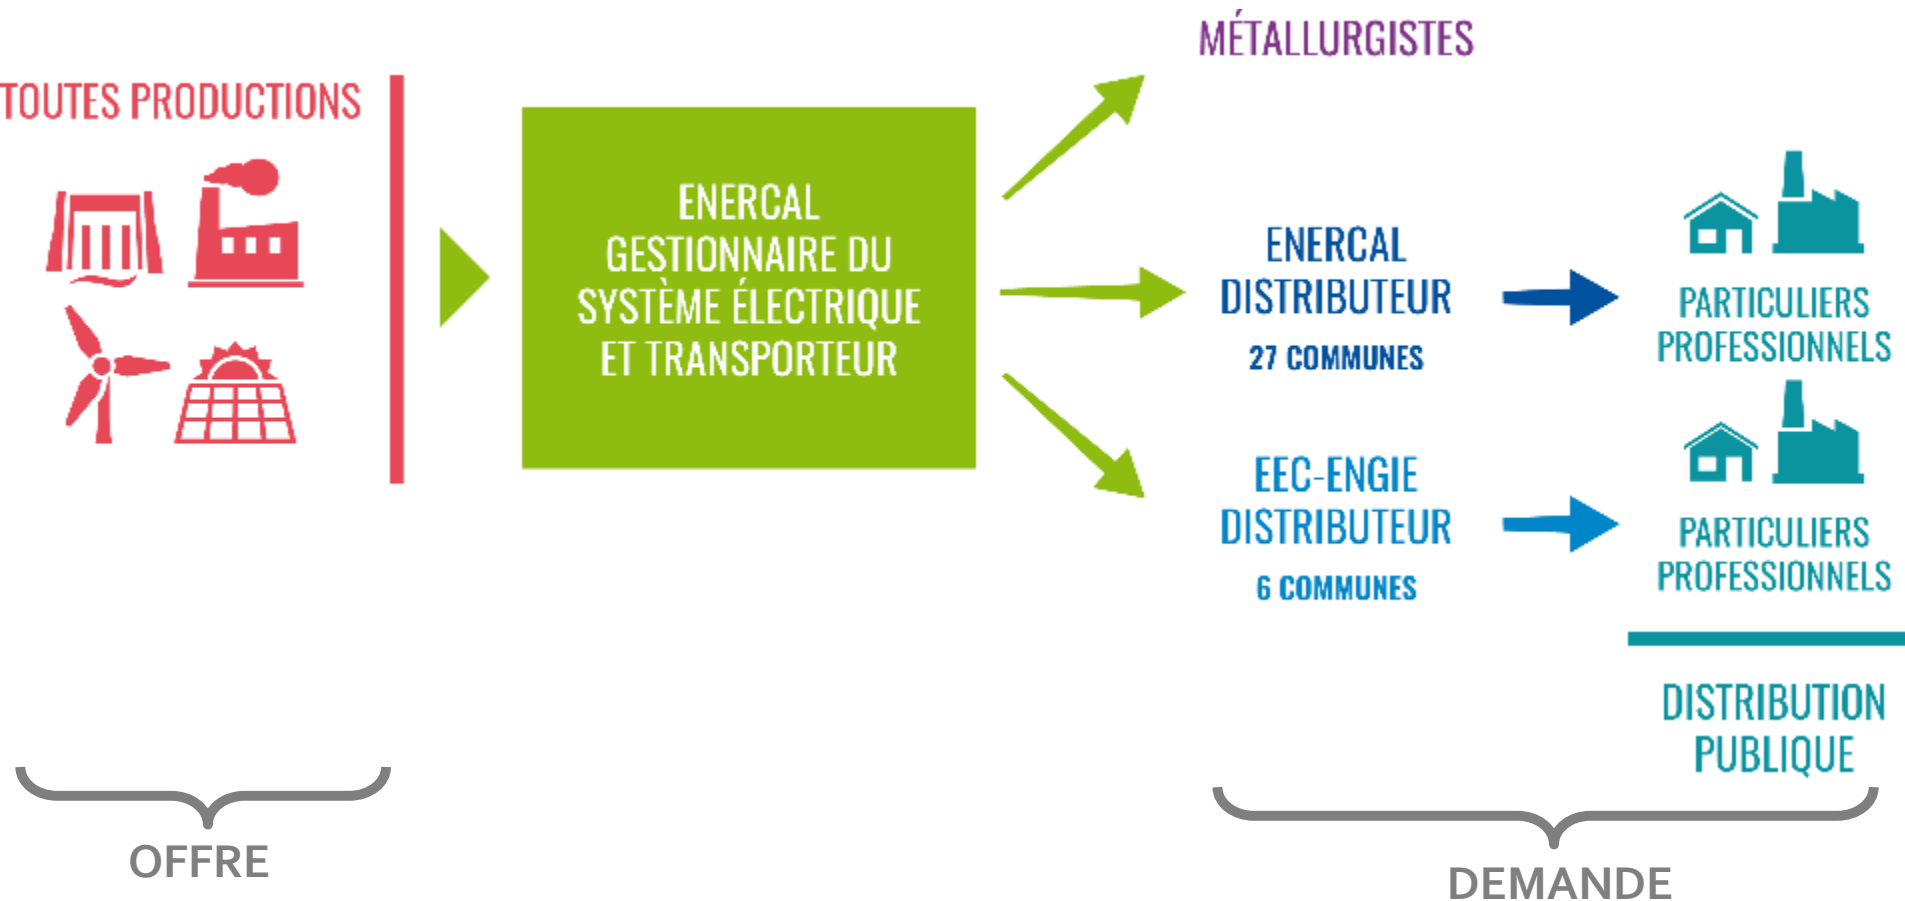 TOUTES PRODUCTIONS
ENERCAL
GESTIONNAIRE DU
SYSTÈME ÉLECTRIQUE
ET TRANSPORTEUR
MÉTALLURGISTES
ENERCAL
DISTRIBUTEUR
27 COMMUNES
PARTICULIERS
PROFESSIONNELS
EEC-ENGIE
DISTRIBUTEUR
6 COMMUNES
PARTICULIERS
PROFESSIONNELS
DISTRIBUTION
PUBLIQUE
OFFRE
DEMANDE